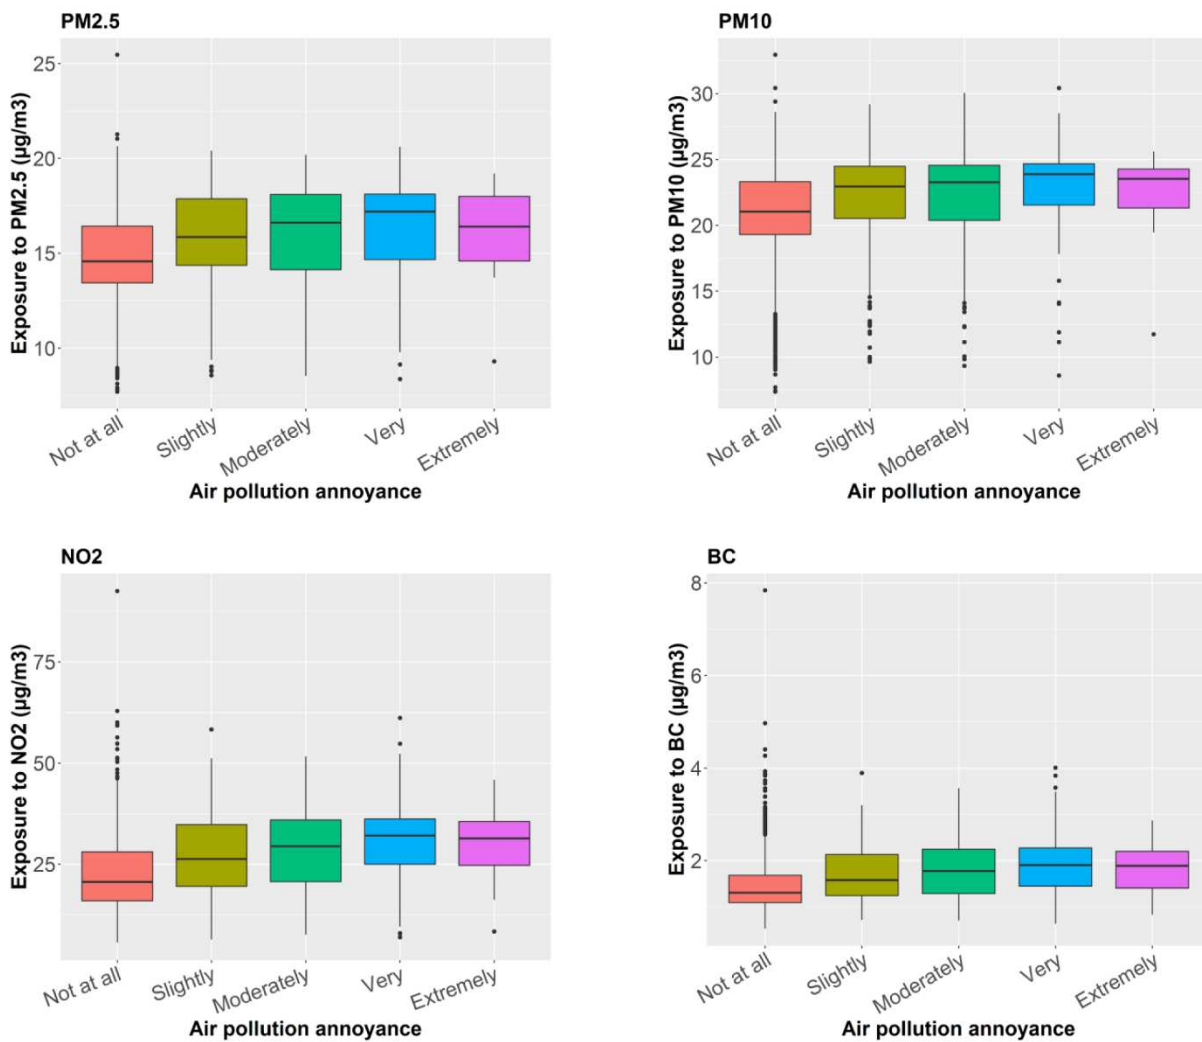 PM2.5
Exposure to PM2.5 (µg/m3)
25
20
15
10
Not at all
Slightly
Moderately
Very
Extremely
Air pollution annoyance
PM10
Exposure to PM10 (µg/m3)
30
25
20
15
10
Not at all
Slightly
Moderately
Very
Extremely
Air pollution annoyance
NO2
Exposure to NO2 (µg/m3)
75
50
25
Not at all
Slightly
Moderately
Very
Extremely
Air pollution annoyance
BC
Exposure to BC (µg/m3)
8
6
4
2
Not at all
Slightly
Moderately
Very
Extremely
Air pollution annoyance